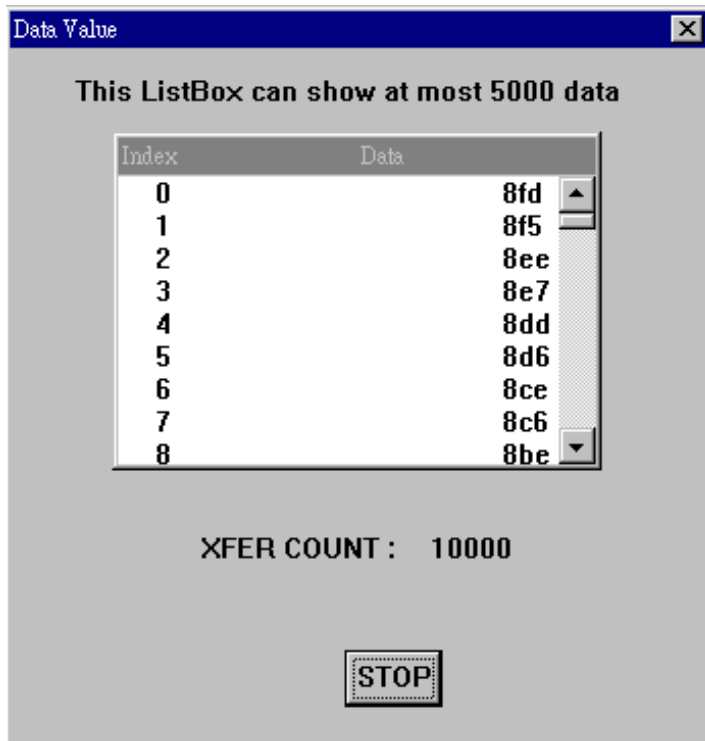 Data Value
This ListBox can show at most 5000 data
Index Data
0 8fd
1 8f5
2 8ee
3 8e7
4 8dd
5 8d6
6 8ce
7 8c6
8 8be
XFER COUNT : 10000
STOP